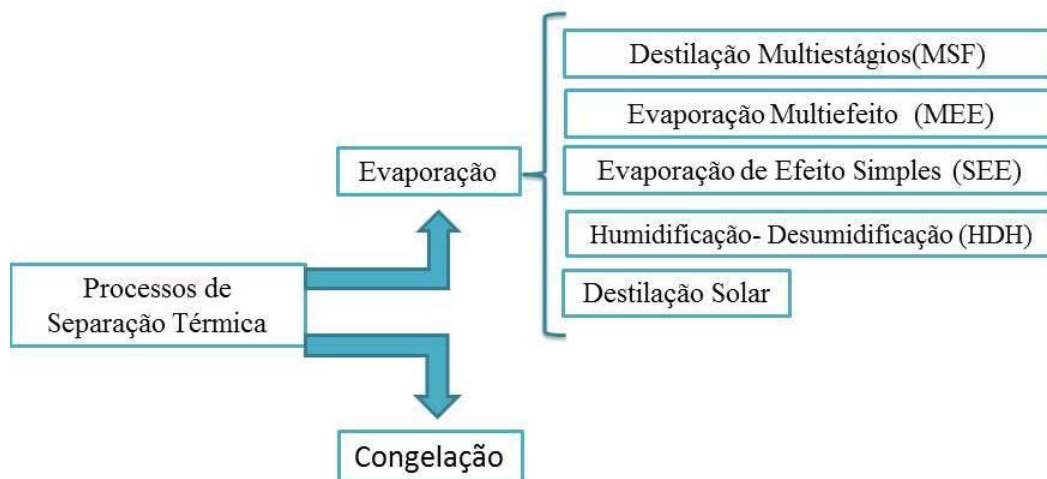 Destilação Multiestágios(MSF)
Evaporação Multiefeito (MEE)
Evaporação
Evaporação de Efeito Simples (SEE)
Humidificação- Desumidificação (HDH)
Processos de
Separação Térmica
Destilação Solar
Congelação